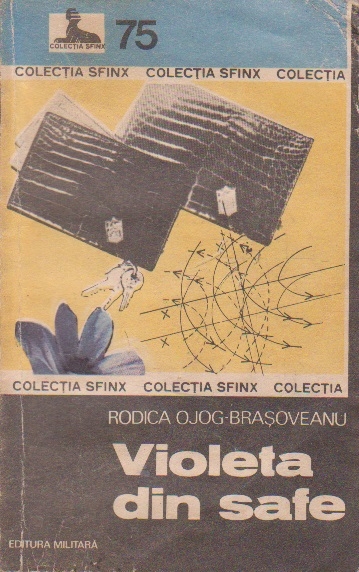 COLECȚIA SFINX
75
COLECȚIA SFINX COLECȚIA SFINX COLECȚIA
x
x
COLECȚIA SFINX COLECȚIA SFINX COLECȚIA
RODICA OJOG-BRAȘOVEANU
Violeta
din safe
EDITURA MILITARĂ